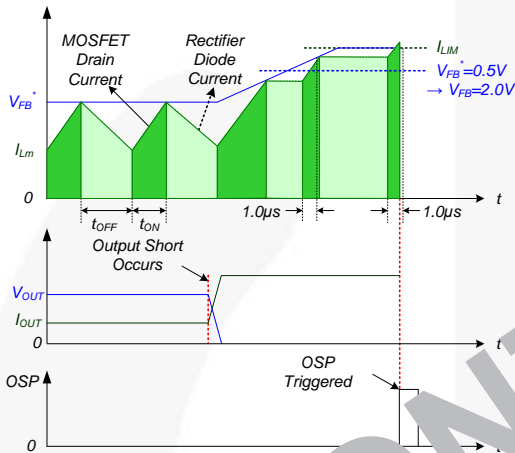 MOSFET
Drain
Current
Rectifier
Diode
Current
I_LIM
V_FB*=0.5V
→ V_FB=2.0V
V_FB*
I_Lm
0
t
t_OFF
t_ON
1.0µs
1.0µs
Output Short
Occurs
V_OUT
I_OUT
0
t
OSP
OSP
Triggered
0